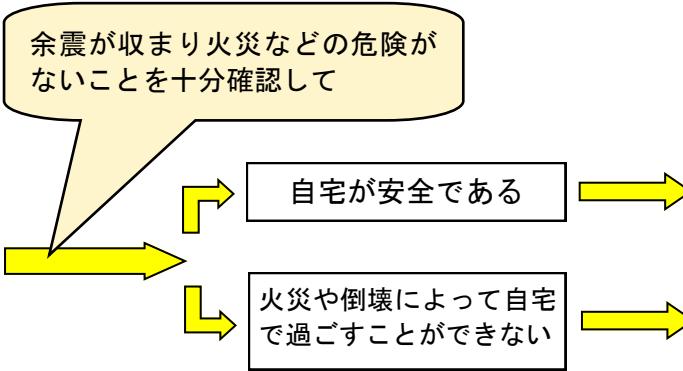 余震が収まり火災などの危険が
ないことを十分確認して
自宅が安全である
火災や倒壊によって自宅
で過ごすことができない